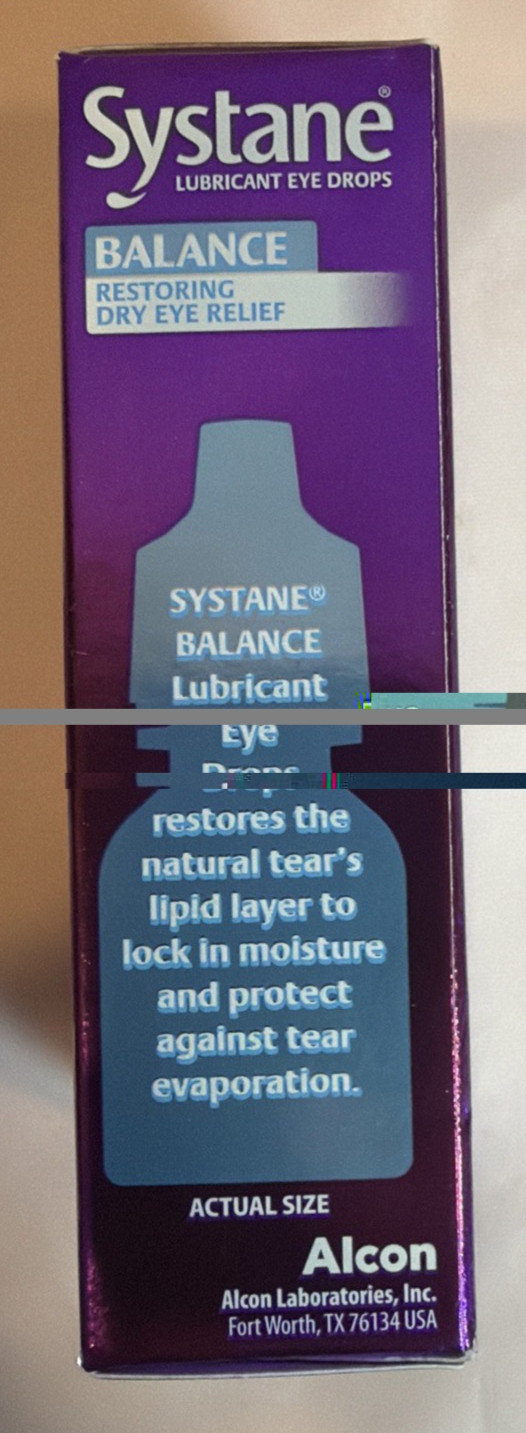 Systane®
LUBRICANT EYE DROPS
BALANCE
RESTORING
DRY EYE RELIEF
SYSTANE®
BALANCE
Lubricant
Eye
Drops
restores the
natural tear's
lipid layer to
lock in moisture
and protect
against tear
evaporation.
ACTUAL SIZE
Alcon
Alcon Laboratories, Inc.
Fort Worth, TX 76134 USA